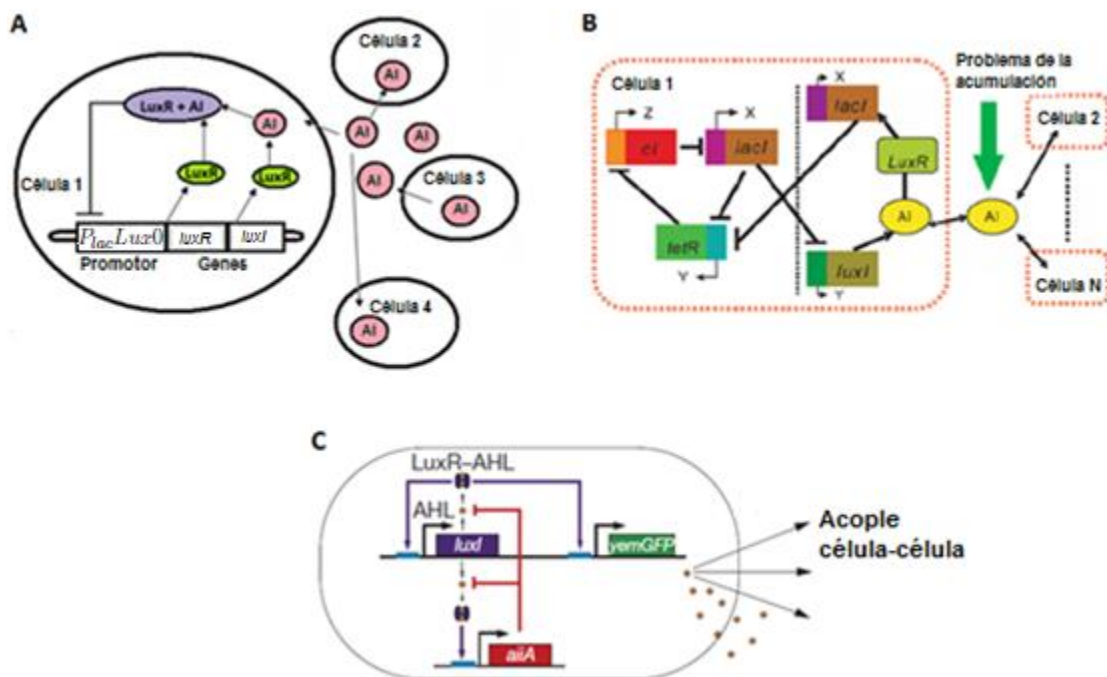 A
Célula 2
AI
LuxR + AI
AI
AI
AI
LuxR
LuxR
AI
Célula 3
AI
Célula 1
P_lac Lux0
luxR
luxI
Promotor
Genes
Célula 4
AI
B
Célula 1
Problema de la
acumulación
Z
cI
X
lacI
X
lacI
Célula 2
LuxR
AI
AI
tetR
Y
luxI
Y
Célula N
C
LuxR–AHL
AHL
luxI
yemGFP
Acople
célula-célula
aiiA